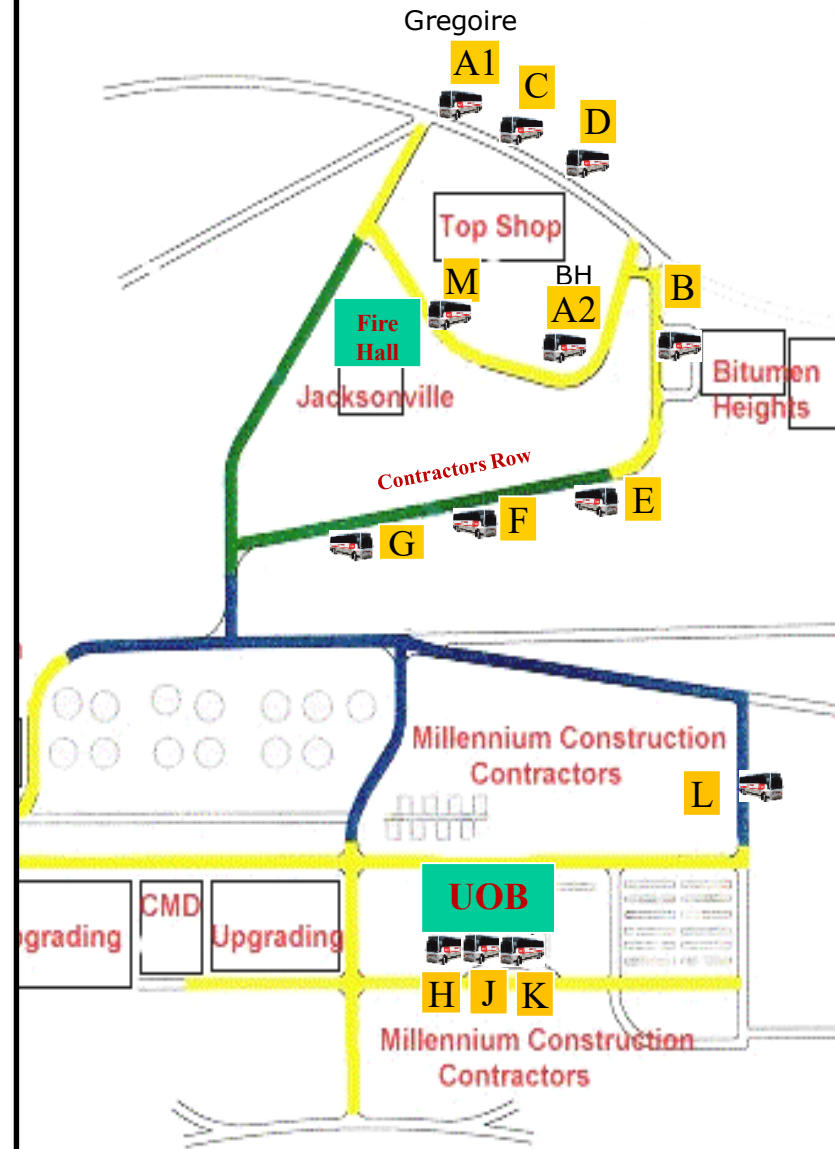 Gregoire
A1
C
D
Top Shop
BH
M
A2
B
Fire
Hall
Bitumen
Heights
Jacksonville
Contractors Row
E
F
G
Millennium Construction
Contractors
L
UOB
CMD
pgrading
Upgrading
H
J
K
Millennium Construction
Contractors